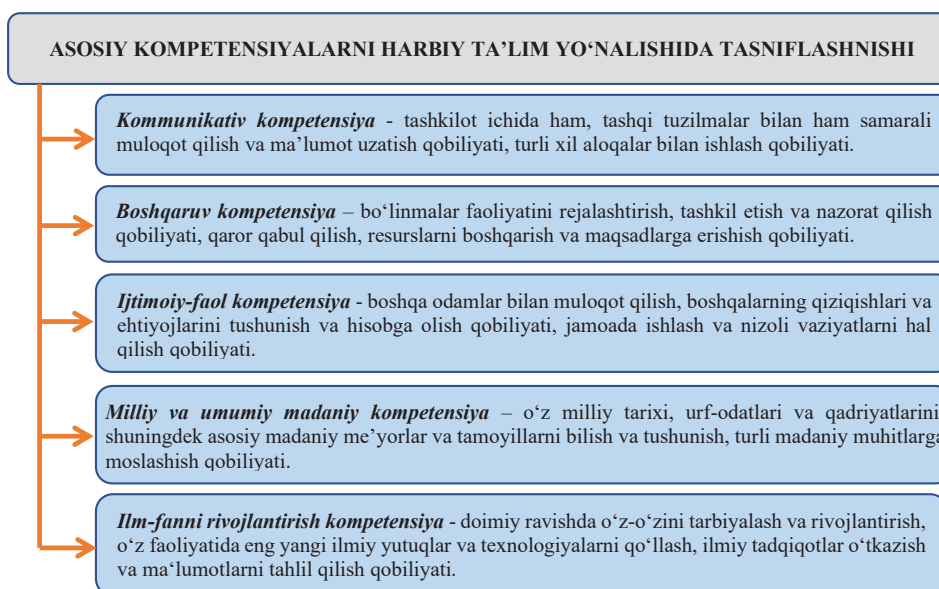 ASOSIY KOMPETENSIYALARNI HARBIY TA’LIM YO‘NALISHIDA TASNIFLASHNISHI
Kommunikativ kompetensiya - tashkilot ichida ham, tashqi tuzilmalar bilan ham samarali
muloqot qilish va ma’lumot uzatish qobiliyati, turli xil aloqalar bilan ishlash qobiliyati.
Boshqaruv kompetensiya – bo‘linmalar faoliyatini rejalashtirish, tashkil etish va nazorat qilish
qobiliyati, qaror qabul qilish, resurslarni boshqarish va maqsadlarga erishish qobiliyati.
Ijtimoiy-faol kompetensiya - boshqa odamlar bilan muloqot qilish, boshqalarning qiziqishlari va
ehtiyojlarini tushunish va hisobga olish qobiliyati, jamoada ishlash va nizoli vaziyatlarni hal
qilish qobiliyati.
Milliy va umumiy madaniy kompetensiya – o‘z milliy tarixi, urf-odatlari va qadriyatlarini
shuningdek asosiy madaniy me’yorlar va tamoyillarni bilish va tushunish, turli madaniy muhitlarga
moslashish qobiliyati.
Ilm-fanni rivojlantirish kompetensiya - doimiy ravishda o‘z-o‘zini tarbiyalash va rivojlantirish,
o‘z faoliyatida eng yangi ilmiy yutuqlar va texnologiyalarni qo‘llash, ilmiy tadqiqotlar o‘tkazish
va ma‘lumotlarni tahlil qilish qobiliyati.